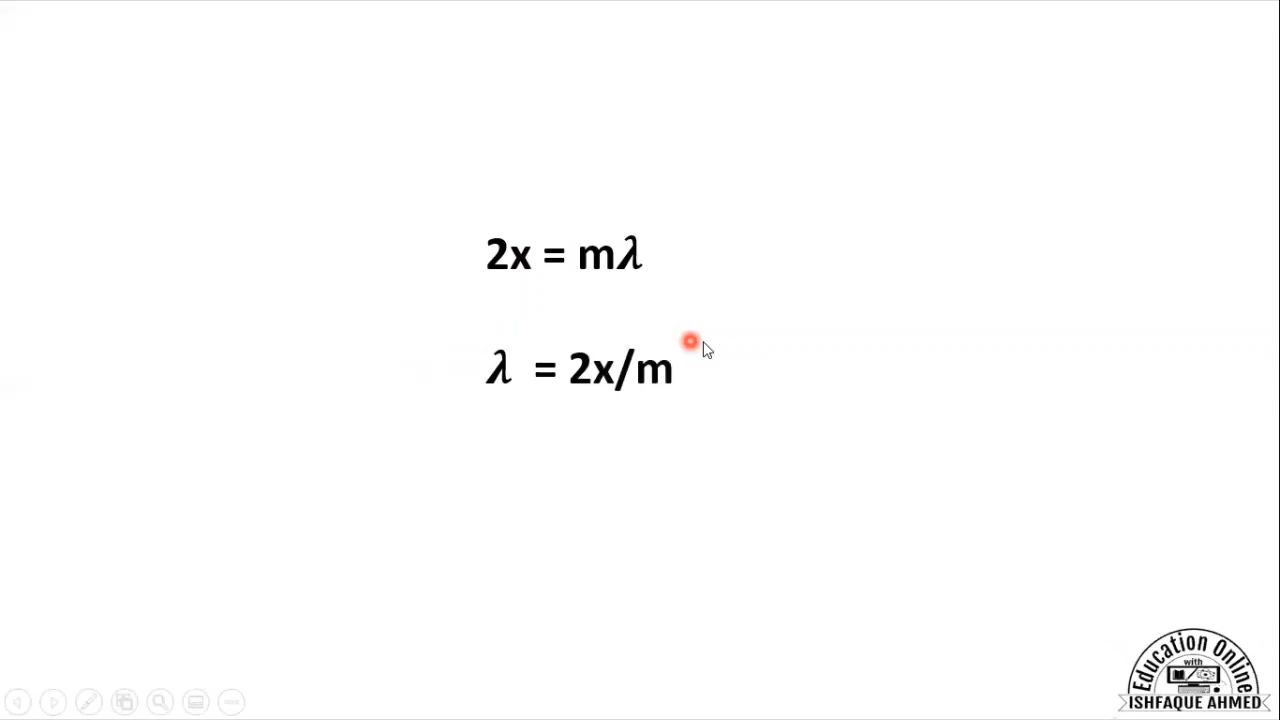 2x = m𝜆
𝜆 = 2x/m
Education Online
with
ISHFAQUE AHMED